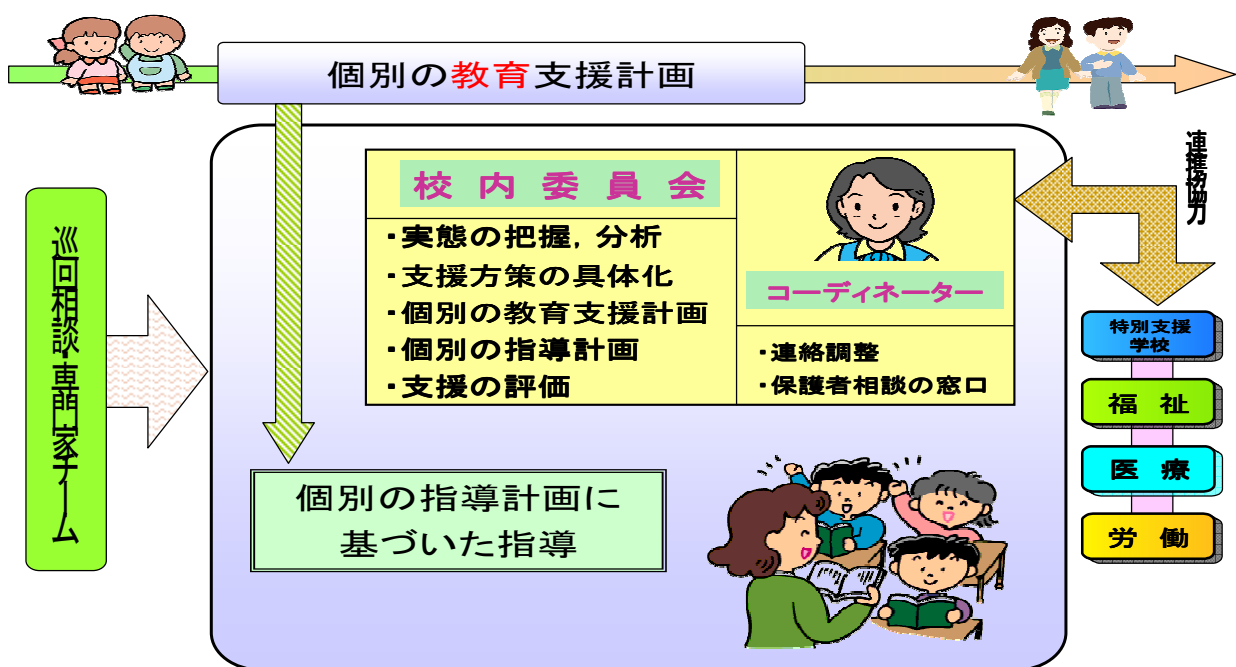 個別の教育支援計画
校内委員会
・実態の把握，分析
・支援方策の具体化
・個別の教育支援計画
・個別の指導計画
・支援の評価
コーディネーター
・連絡調整
・保護者相談の窓口
連携協力
巡回相談・専門家チーム
特別支援
学校
福祉
医療
労働
個別の指導計画に
基づいた指導